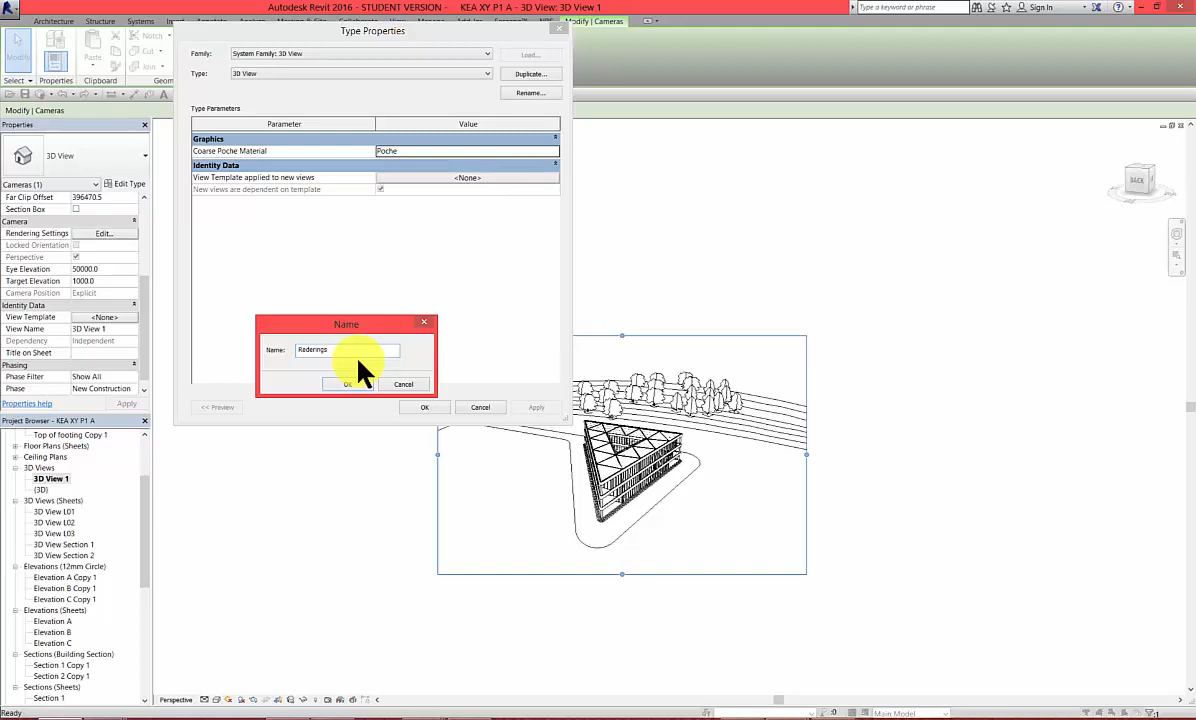 Autodesk Revit 2016 - STUDENT VERSION - KEA XY P1 A - 3D View: 3D View 1
Type a keyword or phrase
Sign In
Architecture Structure Systems
Modify | Cameras
Modify
Paste
Notch
Cut
Select Properties Clipboard
Modify | Cameras
Properties
3D View
Cameras (1)
Edit Type
Far Clip Offset 396470.5
Section Box
Camera
Rendering Settings Edit...
Locked Orientation
Perspective
Eye Elevation 50000.0
Target Elevation 1000.0
Camera Position Explicit
Identity Data
View Template <None>
View Name 3D View 1
Dependency Independent
Title on Sheet
Phasing
Phase Filter Show All
Phase New Construction
Properties help
Apply
Project Browser - KEA XY P1 A
Top of footing Copy 1
Floor Plans (Sheets)
Ceiling Plans
3D Views
3D View 1
{3D}
3D Views (Sheets)
3D View L01
3D View L02
3D View L03
3D View Section 1
3D View Section 2
Elevations (12mm Circle)
Elevation A Copy 1
Elevation B Copy 1
Elevation C Copy 1
Elevations (Sheets)
Elevation A
Elevation B
Elevation C
Sections (Building Section)
Section 1 Copy 1
Section 2 Copy 1
Sections (Sheets)
Section 1
Ready
Type Properties
Family: System Family: 3D View
Load...
Type: 3D View
Duplicate...
Rename...
Type Parameters
Parameter Value
Graphics
Coarse Poche Material Poche
Identity Data
View Template applied to new views <None>
New views are dependent on template
Name
Name: Rederings
OK
Cancel
<< Preview
OK
Cancel
Apply
BACK
Perspective
:0
Main Model
:1